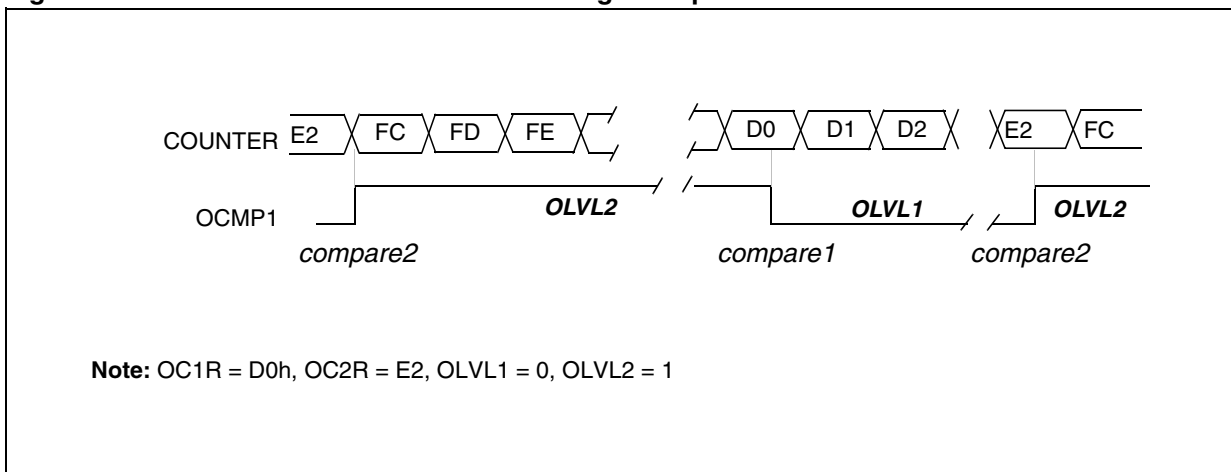 COUNTER E2 FC FD FE D0 D1 D2 E2 FC
OCMP1 OLVL2 OLVL1 OLVL2
compare2 compare1 compare2
Note: OC1R = D0h, OC2R = E2, OLVL1 = 0, OLVL2 = 1